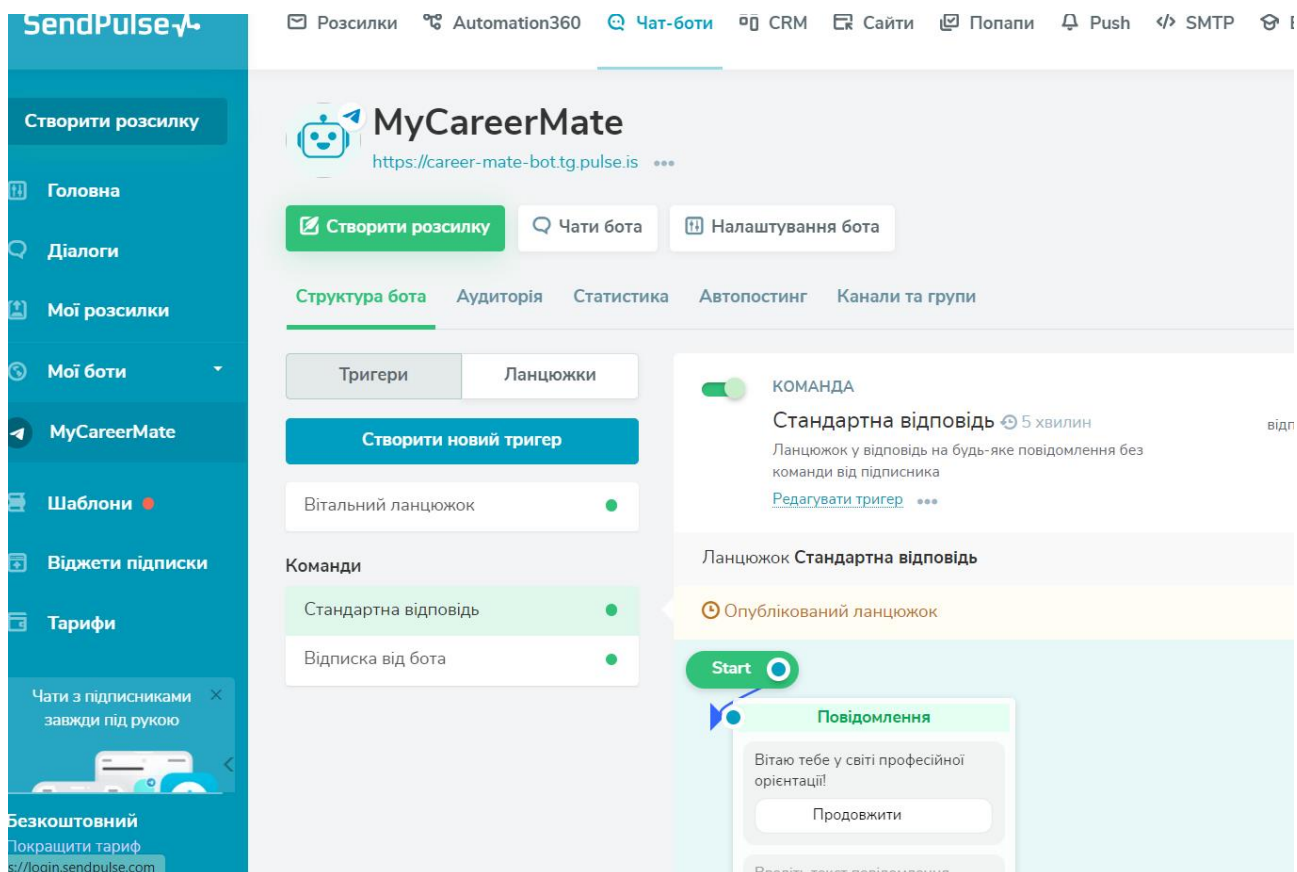 SendPulse
Розсилки Automation360 Чат-боти CRM Сайти Попапи Push SMTP
Створити розсилку
Головна
Діалоги
Мої розсилки
Мої боти
MyCareerMate
Шаблони
Віджети підписки
Тарифи
Чати з підписниками
завжди під рукою
Безкоштовний
Покращити тариф
s://login.sendpulse.com
MyCareerMate
https://career-mate-bot.tg.pulse.is
Створити розсилку Чати бота Налаштування бота
Структура бота Аудиторія Статистика Автопостинг Канали та групи
Тригери Ланцюжки
Створити новий тригер
Вітальний ланцюжок
Команди
Стандартна відповідь
Відписка від бота
КОМАНДА
Стандартна відповідь 5 хвилин
відп
Ланцюжок у відповідь на будь-яке повідомлення без
команди від підписника
Редагувати тригер
Ланцюжок Стандартна відповідь
Опублікований ланцюжок
Start
Повідомлення
Вітаю тебе у світі професійної
орієнтації!
Продовжити